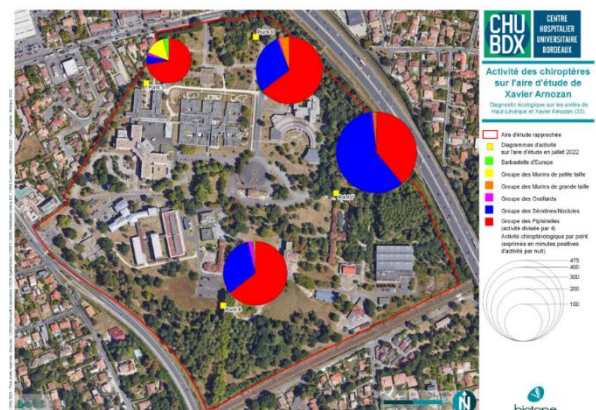 CHU
BDX
CENTRE
HOSPITALIER
UNIVERSITAIRE
BORDEAUX
Activité des chiroptères
sur l'aire d'étude de
Xavier Arnozan
Diagnostic écologique sur les unités de
Haut-Lévêque et Xavier Arnozan (33).
Aire d'étude rapprochée
Diagrammes d'activité
sur l'aire d'étude en juillet 2022
Barbastelle d'Europe
Groupe des Murins de petite taille
Groupe des Murins de grande taille
Groupe des Oreillards
Groupe des Sérotines/Noctules
Groupe des Pipistrelles
(activité divisée par 4)
Activité chiroptérologique par point
(exprimée en minutes positives
d'activité par nuit)
475
400
300
200
100
N
biotope